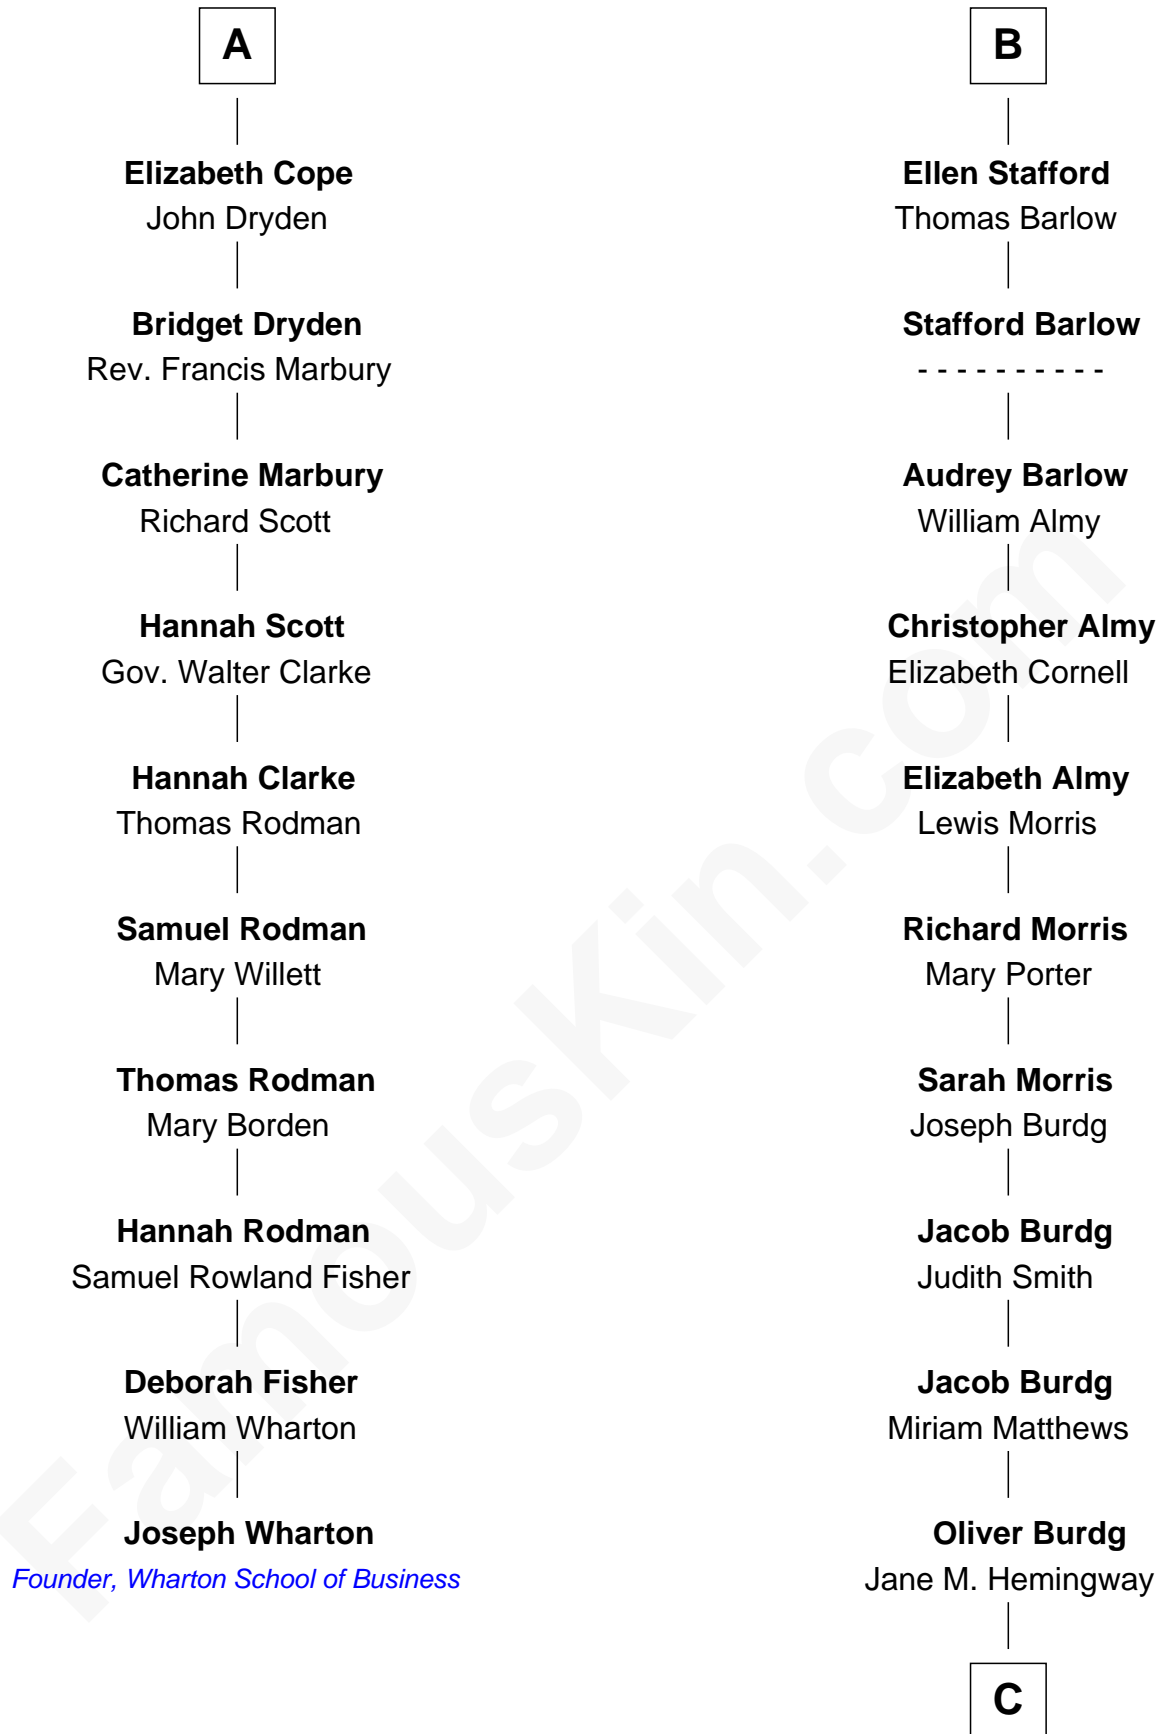 A
Elizabeth Cope
John Dryden
Bridget Dryden
Rev. Francis Marbury
Catherine Marbury
Richard Scott
Hannah Scott
Gov. Walter Clarke
Hannah Clarke
Thomas Rodman
Samuel Rodman
Mary Willett
Thomas Rodman
Mary Borden
Hannah Rodman
Samuel Rowland Fisher
Deborah Fisher
William Wharton
Joseph Wharton
Founder, Wharton School of Business
B
Ellen Stafford
Thomas Barlow
Stafford Barlow
- - - - - - - - - -
Audrey Barlow
William Almy
Christopher Almy
Elizabeth Cornell
Elizabeth Almy
Lewis Morris
Richard Morris
Mary Porter
Sarah Morris
Joseph Burdg
Jacob Burdg
Judith Smith
Jacob Burdg
Miriam Matthews
Oliver Burdg
Jane M. Hemingway
C
FamousKin.com